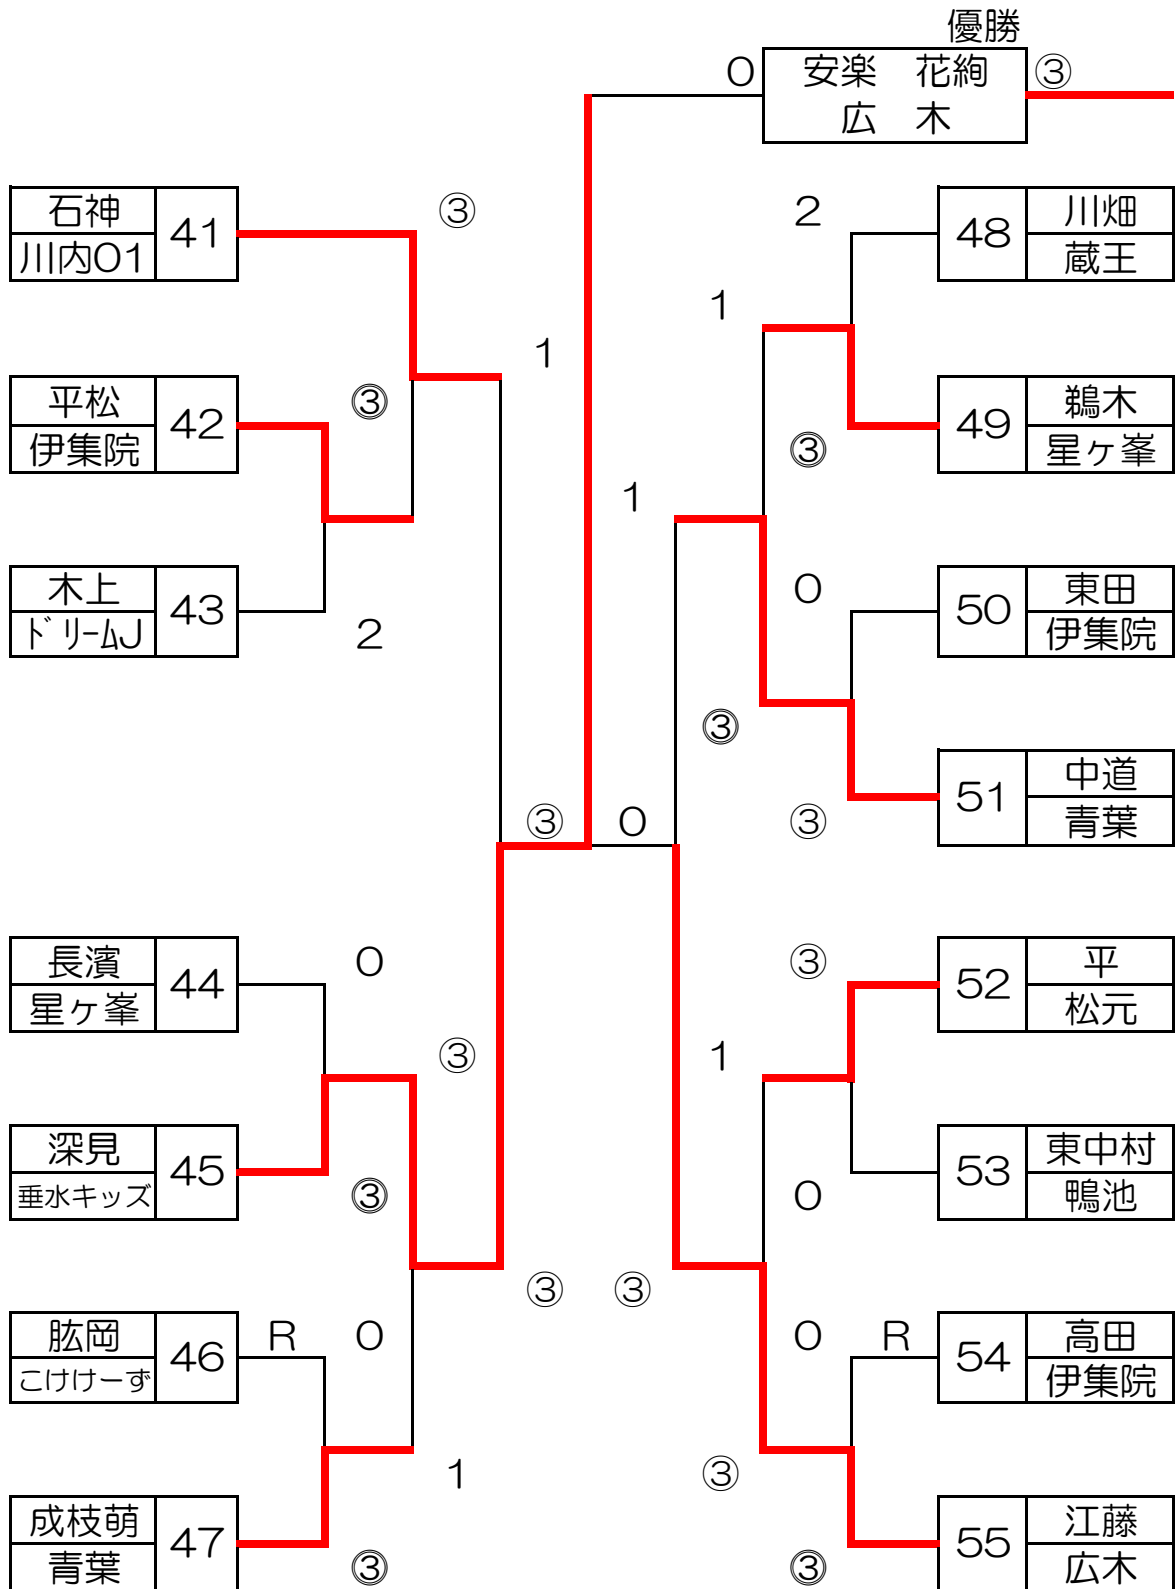 優勝
0 安楽　花絢 ③
広　木
石神
41
川内01
③
2
48
川畑
蔵王
1
1
平松
42
伊集院
③
49
鵜木
星ヶ峯
③
1
木上
43
ﾄﾞﾘｰﾑJ
2
0
50
東田
伊集院
③
③ 0
③
51
中道
青葉
長濱
44
星ヶ峯
0
③
52
平
松元
③
1
深見
45
垂水キッズ
③
0
53
東中村
鴨池
③ ③
肱岡
46
こけけーず
R 0
0 R
54
高田
伊集院
1
③
成枝萌
47
青葉
③
③
55
江藤
広木